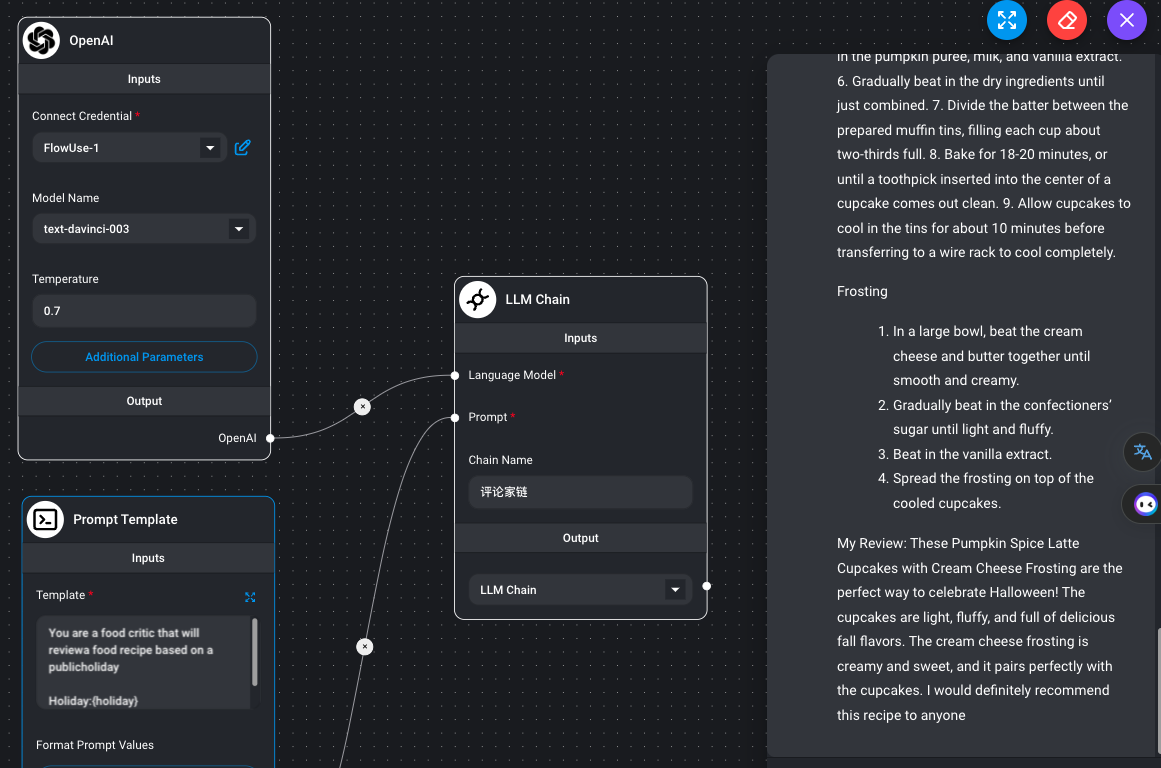 OpenAI
Inputs
Connect Credential *
FlowUse-1
Model Name
text-davinci-003
Temperature
0.7
Additional Parameters
Output
OpenAI
Prompt Template
Inputs
Template *
You are a food critic that will
reviewa food recipe based on a
publicholiday
Holiday:{holiday}
Format Prompt Values
LLM Chain
Inputs
Language Model *
Prompt *
Chain Name
评论家链
Output
LLM Chain
in the pumpkin puree, milk, and vanilla extract.
6. Gradually beat in the dry ingredients until
just combined. 7. Divide the batter between the
prepared muffin tins, filling each cup about
two-thirds full. 8. Bake for 18-20 minutes, or
until a toothpick inserted into the center of a
cupcake comes out clean. 9. Allow cupcakes to
cool in the tins for about 10 minutes before
transferring to a wire rack to cool completely.
Frosting
1. In a large bowl, beat the cream
cheese and butter together until
smooth and creamy.
2. Gradually beat in the confectioners’
sugar until light and fluffy.
3. Beat in the vanilla extract.
4. Spread the frosting on top of the
cooled cupcakes.
My Review: These Pumpkin Spice Latte
Cupcakes with Cream Cheese Frosting are the
perfect way to celebrate Halloween! The
cupcakes are light, fluffy, and full of delicious
fall flavors. The cream cheese frosting is
creamy and sweet, and it pairs perfectly with
the cupcakes. I would definitely recommend
this recipe to anyone